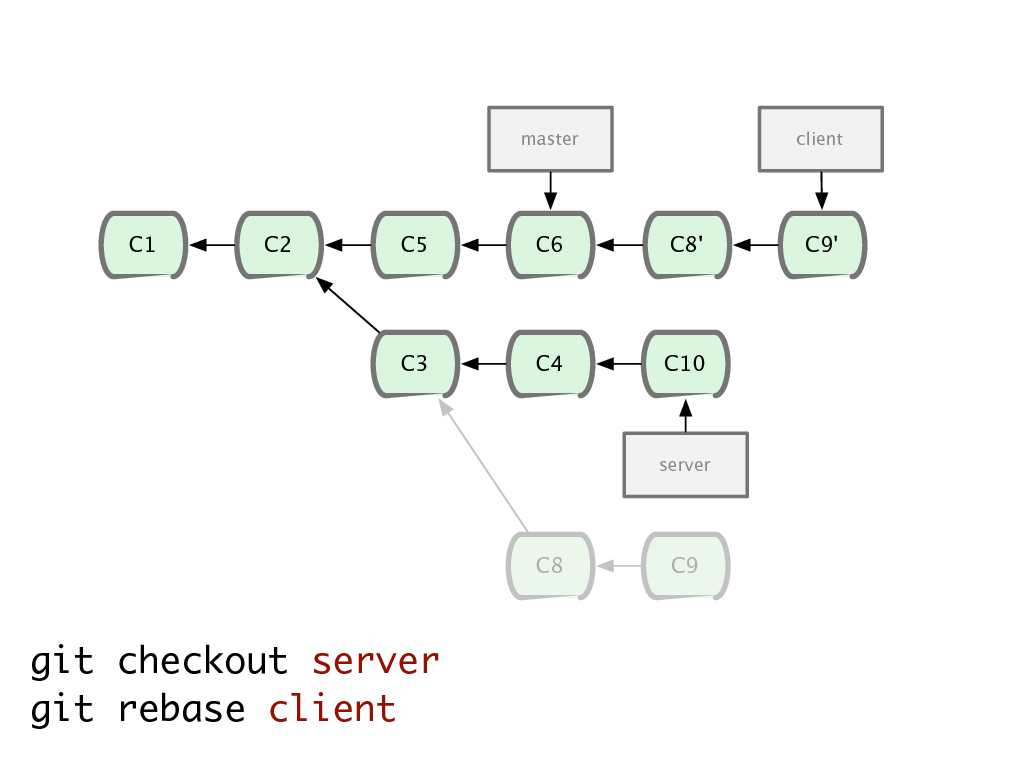 master client
C1 C2 C5 C6 C8' C9'
C3 C4 C10
server
C8 C9
git checkout server
git rebase client